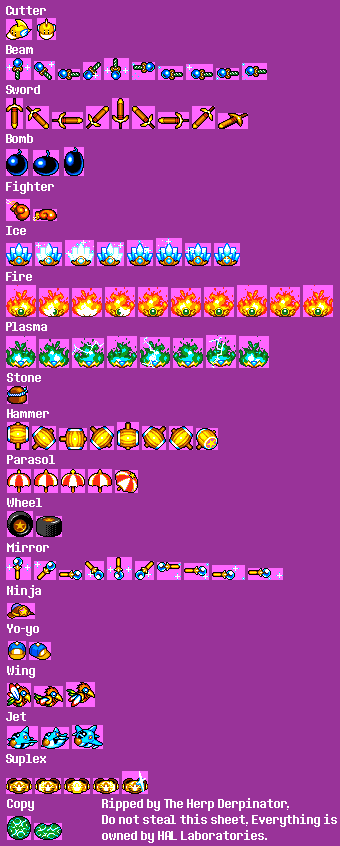 Cutter
Beam
Sword
Bomb
Fighter
Ice
Fire
Plasma
Stone
Hammer
Parasol
Wheel
Mirror
Ninja
Yo-yo
Wing
Jet
Suplex
Copy
Ripped by The Herp Derpinator.
Do not steal this sheet. Everything is
owned by HAL Laboratories.